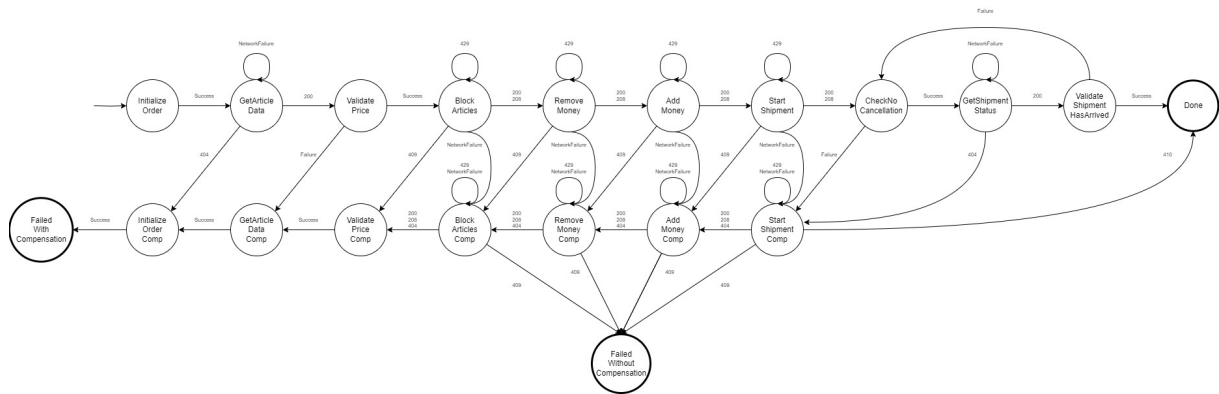 Failure
NetworkFailure
429
429
429
429
NetworkFailure
Initialize
Order
Success
GetArticle
Data
200
Validate
Price
Success
Block
Articles
200
208
Remove
Money
200
208
Add
Money
200
208
Start
Shipment
200
208
CheckNo
Cancellation
Success
GetShipment
Status
200
Validate
Shipment
HasArrived
Success
Done
404
Failure
409
NetworkFailure
409
NetworkFailure
409
NetworkFailure
Failure
404
410
429
NetworkFailure
429
NetworkFailure
429
NetworkFailure
429
NetworkFailure
Failed
With
Compensation
Success
Initialize
Order
Comp
Success
GetArticle
Data
Comp
Success
Validate
Price
Comp
200
208
404
Block
Articles
Comp
200
208
404
Remove
Money
Comp
200
208
404
Add
Money
Comp
200
208
404
Start
Shipment
Comp
409
409
409
409
Failed
Without
Compensation